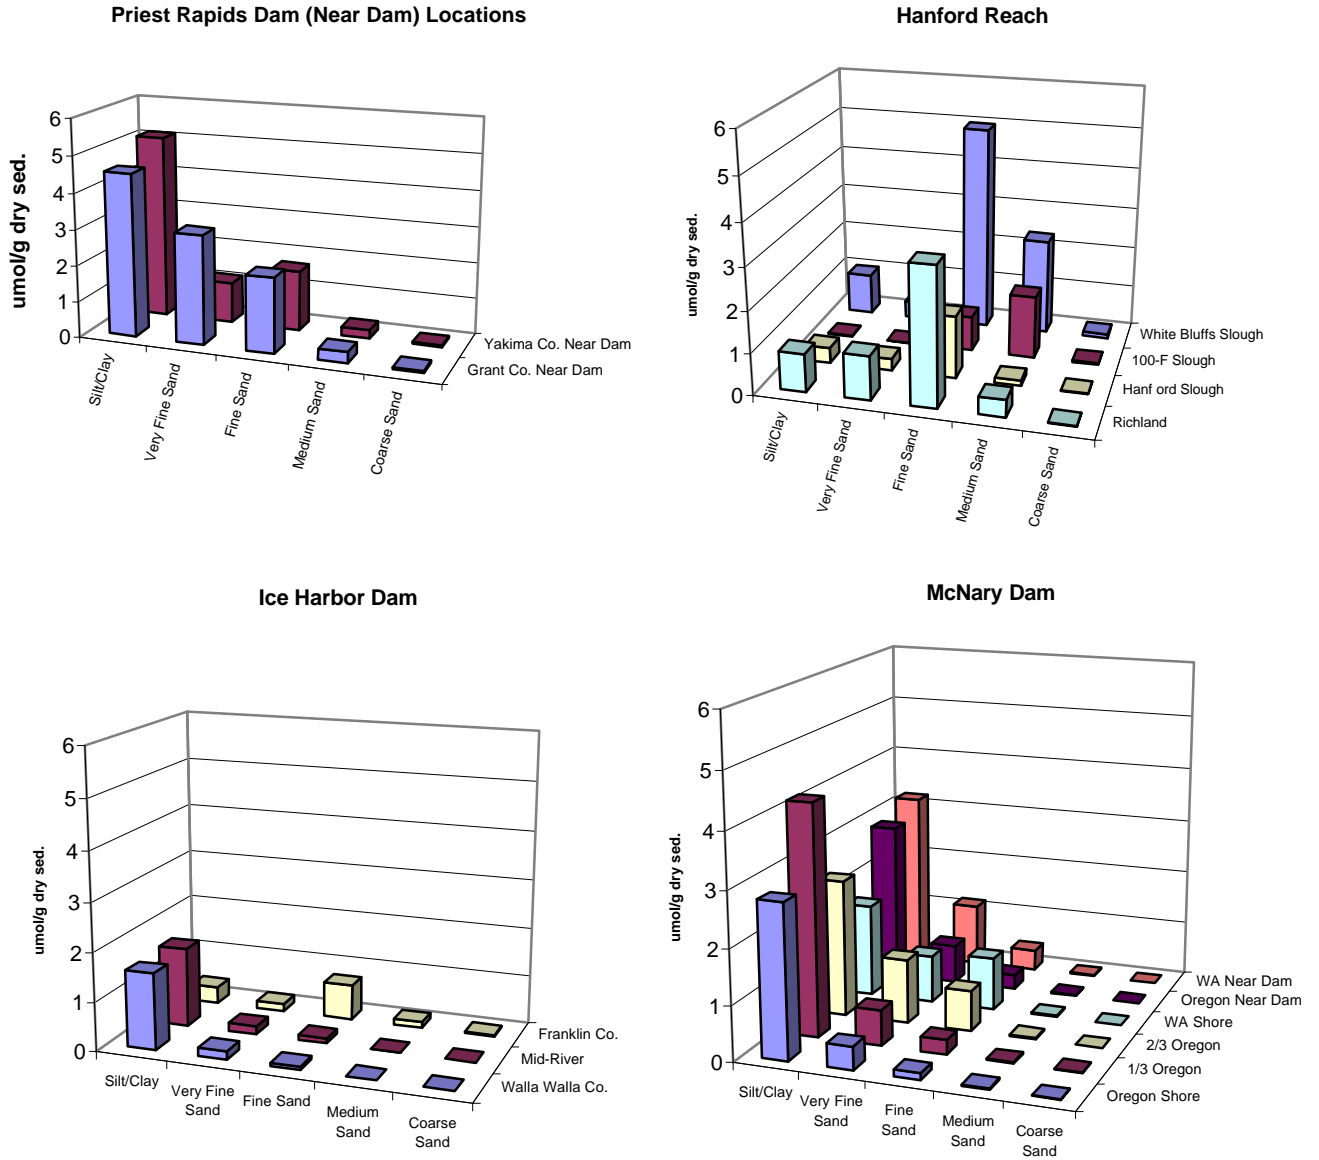 Priest Rapids Dam (Near Dam) Locations
umol/g dry sed.
6
5
4
3
2
1
0
Silt/Clay
Very Fine Sand
Fine Sand
Medium Sand
Coarse Sand
Yakima Co. Near Dam
Grant Co. Near Dam
Hanford Reach
umol/g dry sed.
6
5
4
3
2
1
0
Silt/Clay
Very Fine Sand
Fine Sand
Medium Sand
Coarse Sand
White Bluffs Slough
100-F Slough
Hanf ord Slough
Richland
Ice Harbor Dam
umol/g dry sed.
6
5
4
3
2
1
0
Silt/Clay
Very Fine
Sand
Fine Sand
Medium
Sand
Coarse
Sand
Franklin Co.
Mid-River
Walla Walla Co.
McNary Dam
umol/g dry sed.
6
5
4
3
2
1
0
Silt/Clay
Very Fine
Sand
Fine
Sand
Medium
Sand
Coarse
Sand
WA Near Dam
Oregon Near Dam
WA Shore
2/3 Oregon
1/3 Oregon
Oregon Shore